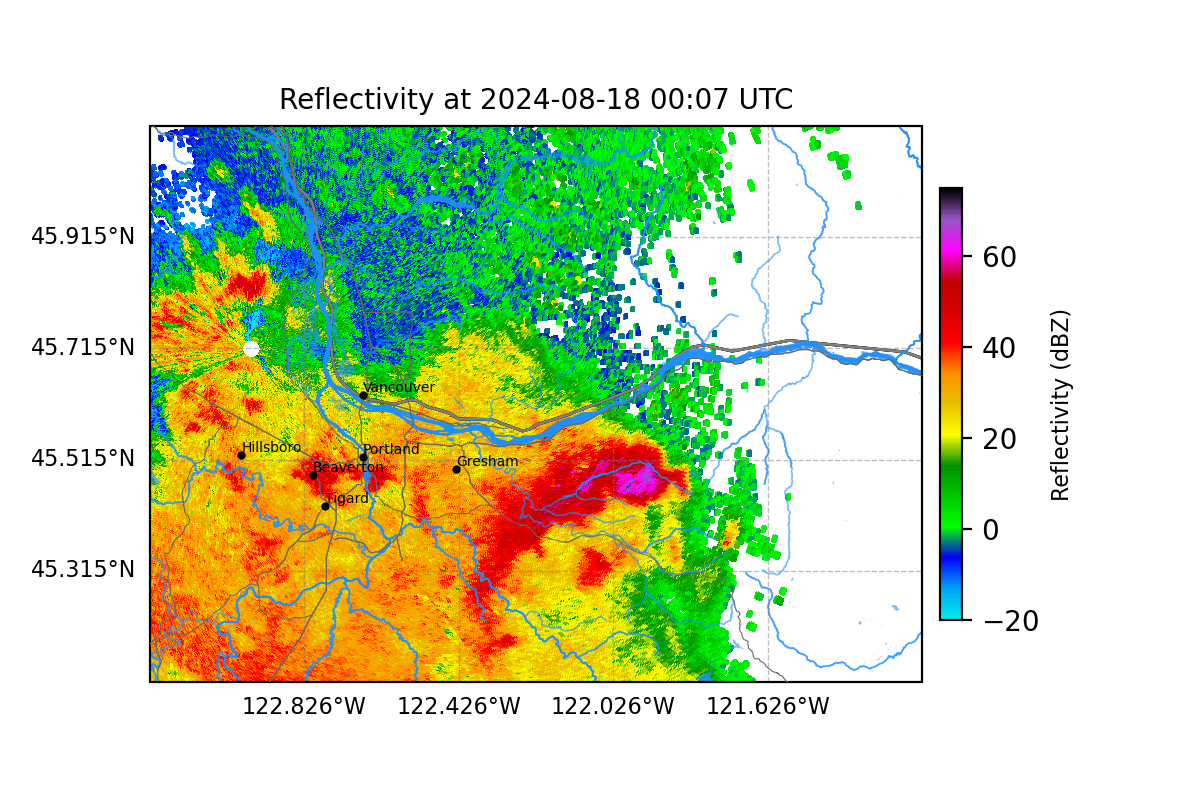 Reflectivity at 2024-08-18 00:07 UTC
45.915°N
45.715°N
45.515°N
45.315°N
Vancouver
Hillsboro
Portland
Beaverton
Gresham
Tigard
122.826°W
122.426°W
122.026°W
121.626°W
60
40
20
0
−20
Reflectivity (dBZ)